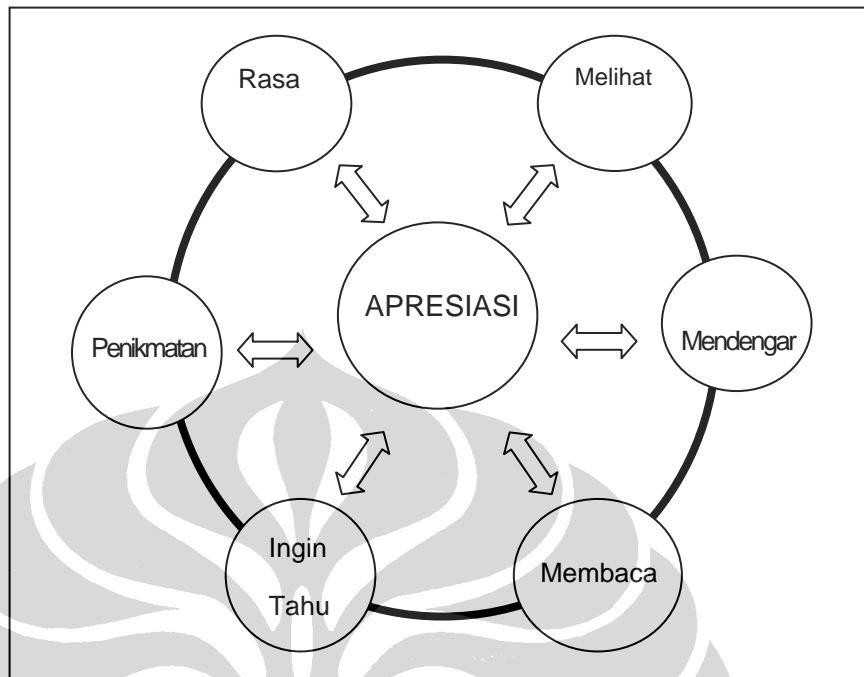 Rasa
Melihat
APRESIASI
Penikmatan
Mendengar
Ingin
Tahu
Membaca